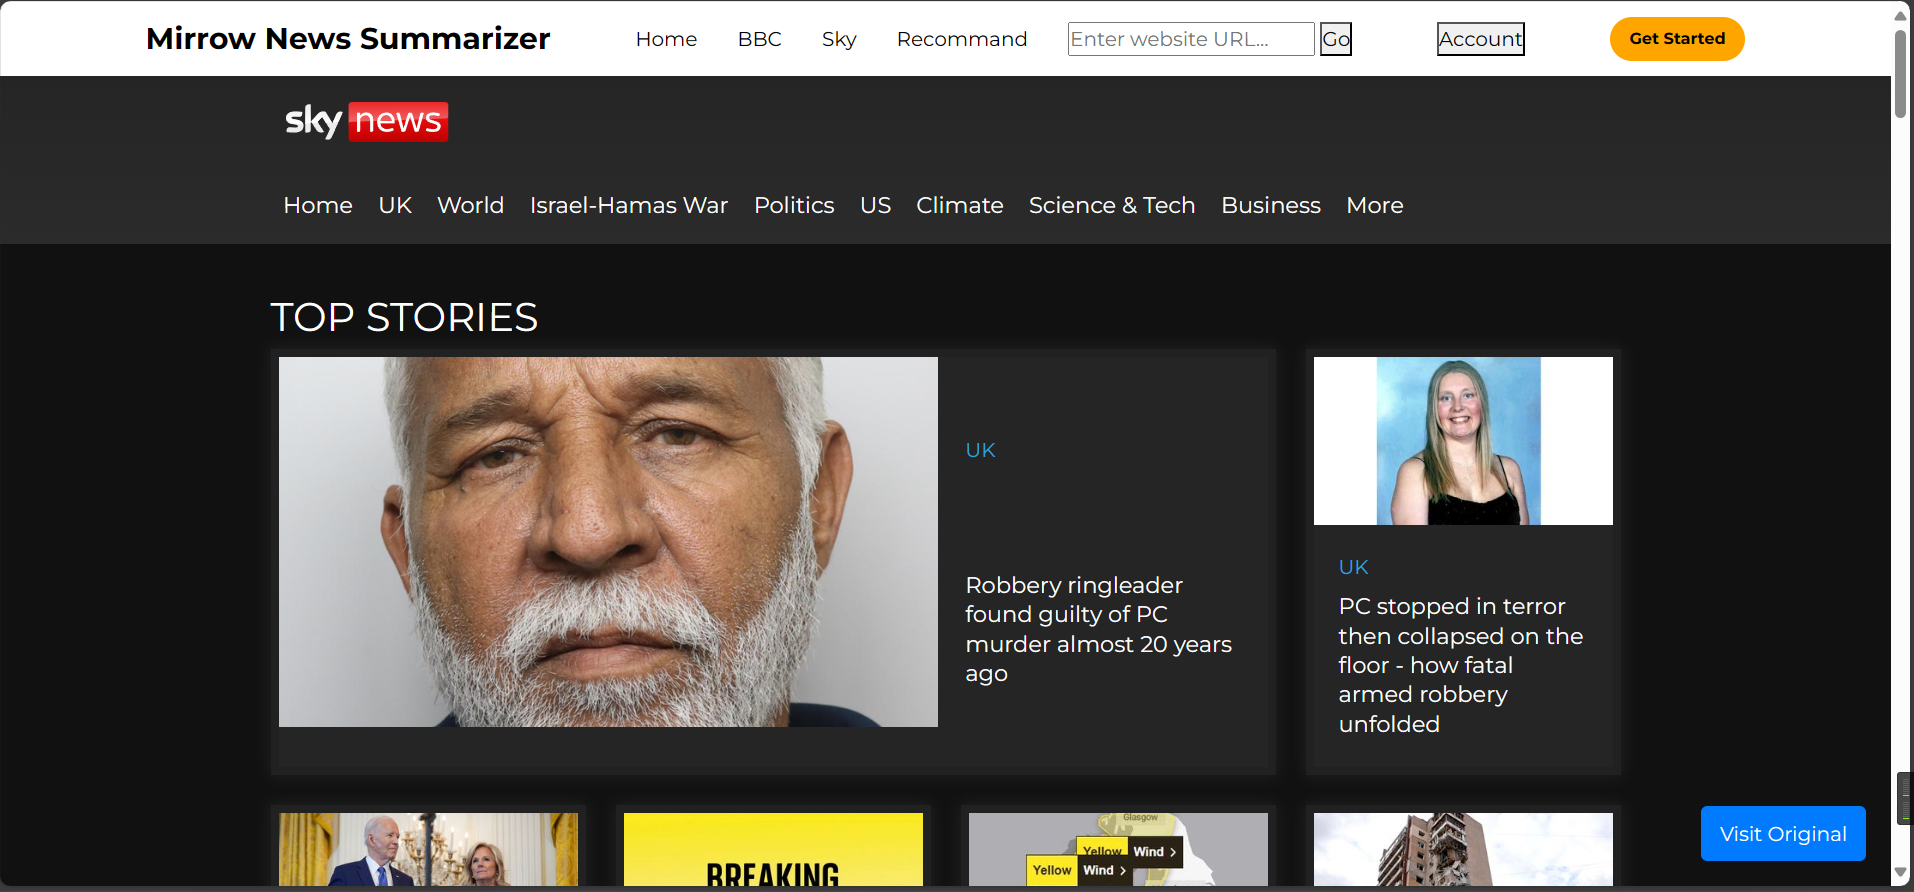 Mirrow News Summarizer
Home BBC Sky Recommand Enter website URL... Go Account Get Started
sky news
Home UK World Israel-Hamas War Politics US Climate Science & Tech Business More
TOP STORIES
UK
Robbery ringleader
found guilty of PC
murder almost 20 years
ago
UK
PC stopped in terror
then collapsed on the
floor - how fatal
armed robbery
unfolded
BREAKING
Glasgow
Yellow Wind >
Yellow Wind >
Visit Original